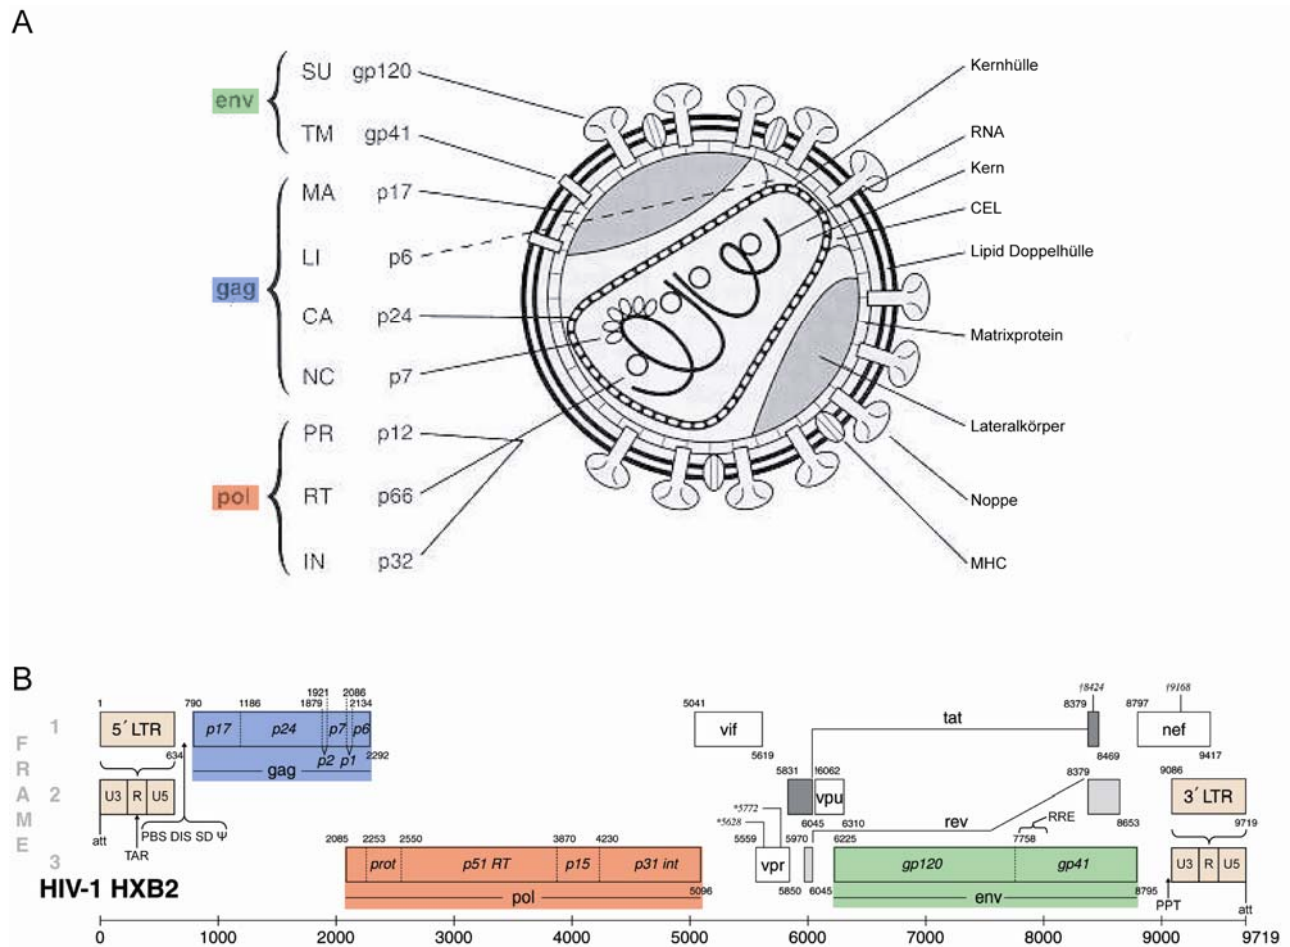 A
env
SU gp120
TM gp41
gag
MA p17
LI p6
CA p24
NC p7
pol
PR p12
RT p66
IN p32
Kernhülle
RNA
Kern
CEL
Lipid Doppelhülle
Matrixprotein
Lateralkörper
Noppe
MHC
B
FRAME
1
2
3
1
5´ LTR
634
U3 R U5
att
TAR
PBS DIS SD Ψ
790 1186 1879 1921 2086 2134
p17 p24 p7 p6
p2 p1
2292
gag
2085 2253 2550 3870 4230
prot p51 RT p15 p31 int
5096
pol
5041
vif
5619
tat
†8424
8379
8469
8797
†9168
nef
9417
5831
6045
!6062
vpu
6310
rev
8379
8653
9086
3´ LTR
9719
*5772
*5628
5559
vpr
5850
5970
6045
6225 7758
RRE
gp120 gp41
8795
env
U3 R U5
PPT
att
HIV-1 HXB2
0 1000 2000 3000 4000 5000 6000 7000 8000 9000 9719